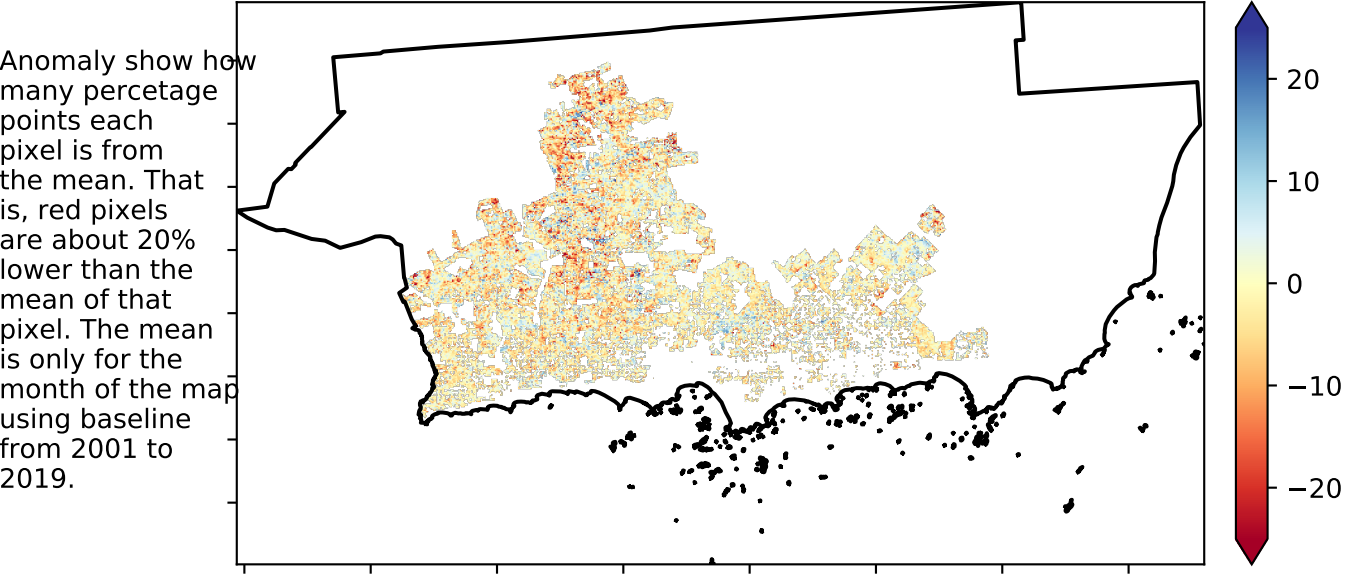 Anomaly show how
many percetage
points each
pixel is from
the mean. That
is, red pixels
are about 20%
lower than the
mean of that
pixel. The mean
is only for the
month of the map
using baseline
from 2001 to
2019.
20
10
0
−10
−20